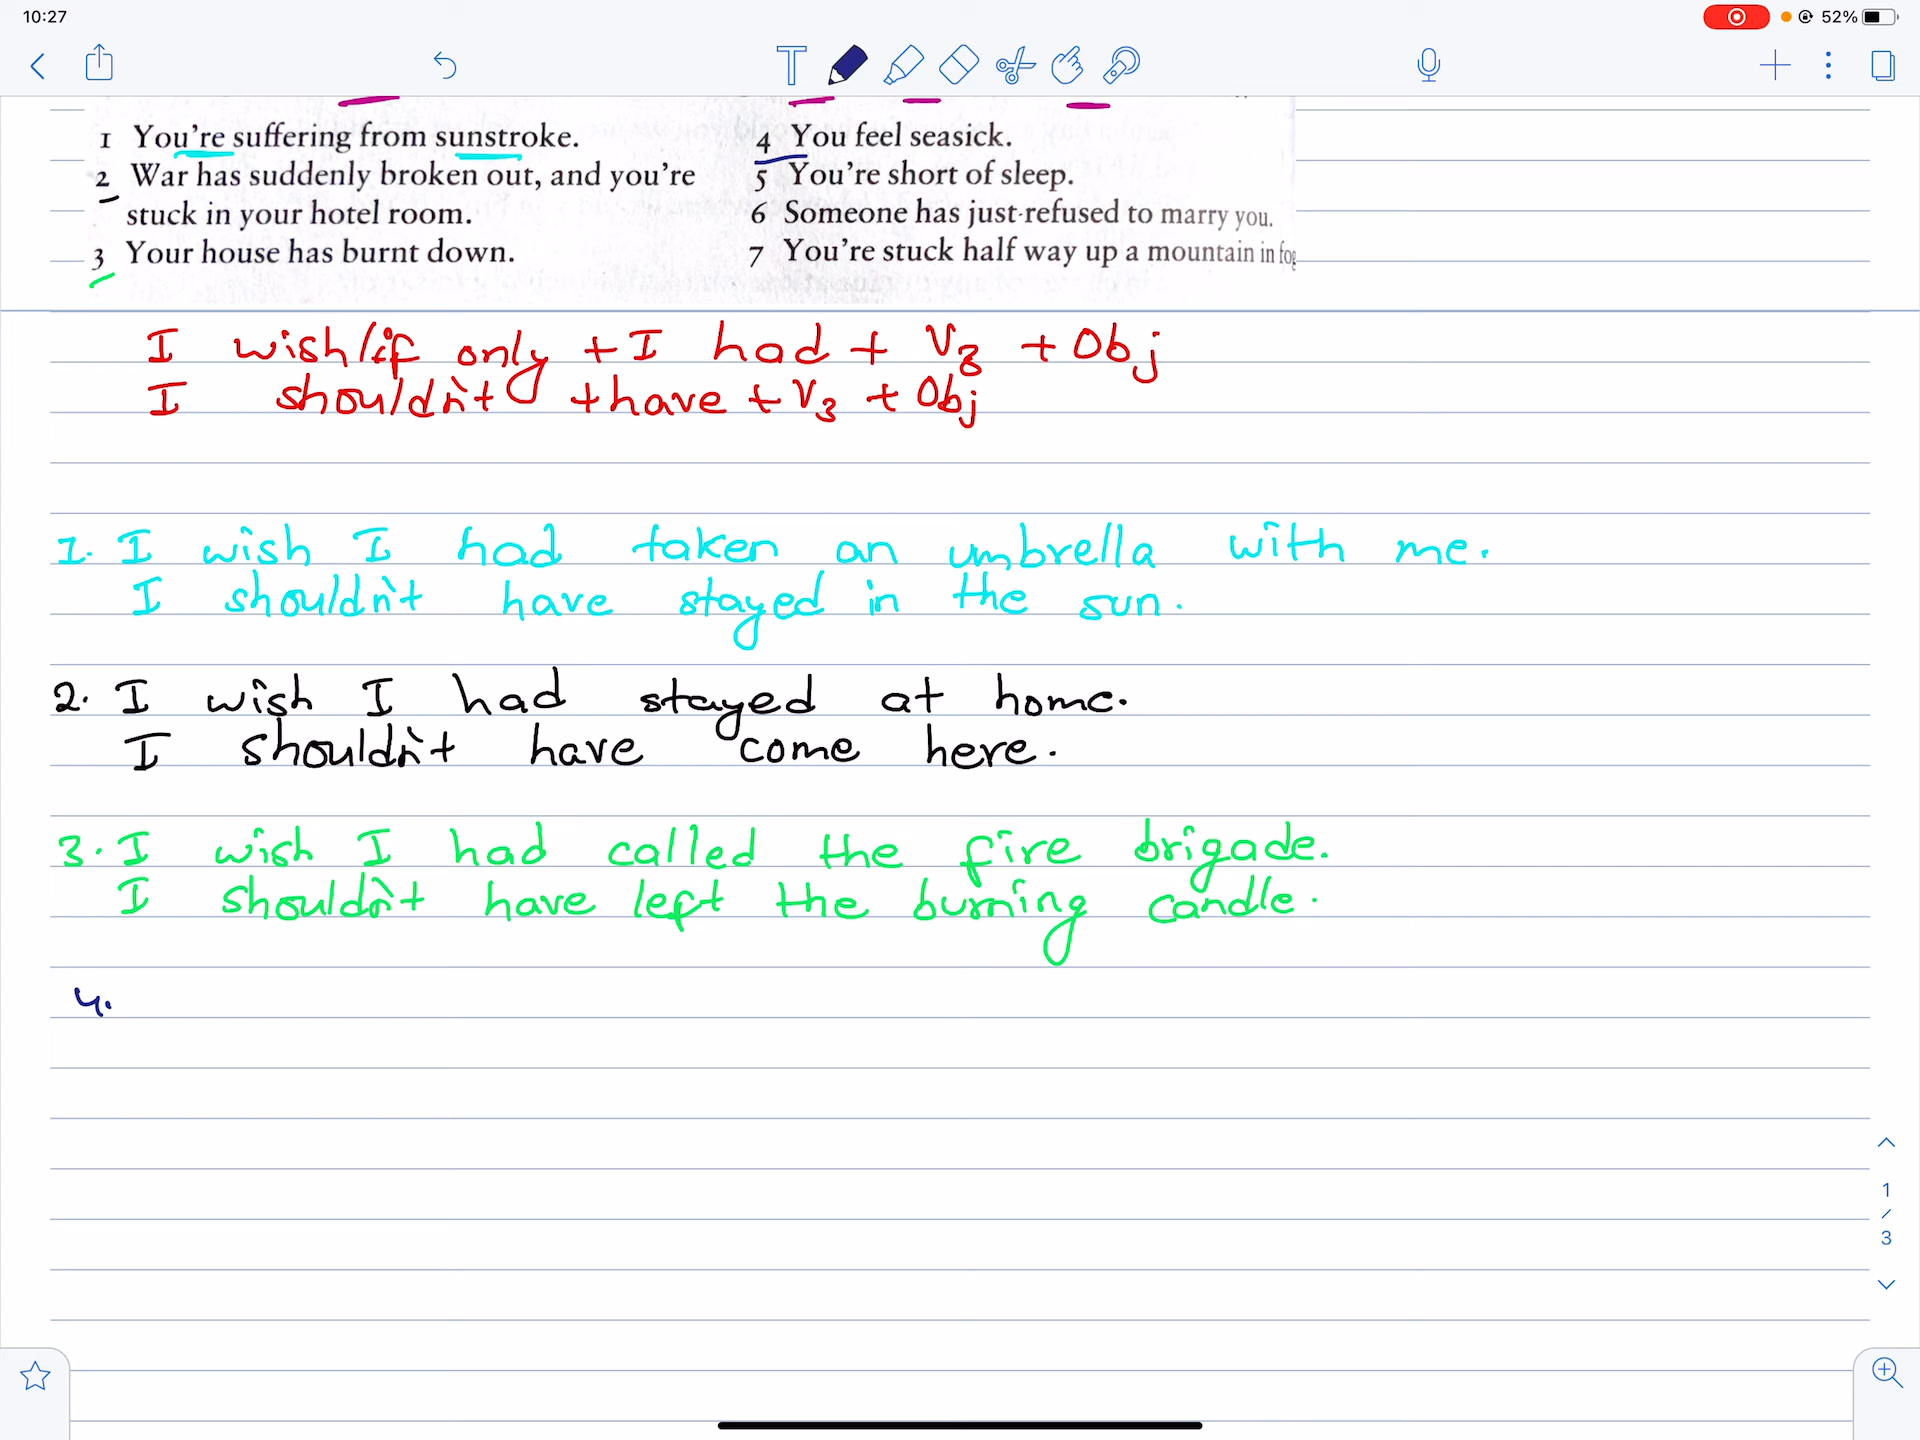 10:27
52%
1 You're suffering from sunstroke.
2 War has suddenly broken out, and you're
stuck in your hotel room.
3 Your house has burnt down.
4 You feel seasick.
5 You're short of sleep.
6 Someone has just refused to marry you.
7 You're stuck half way up a mountain in fog
I wish/if only + I had + V3 + Obj
I shouldn't + have + V3 + Obj
1. I wish I had taken an umbrella with me.
I shouldn't have stayed in the sun.
2. I wish I had stayed at home.
I shouldn't have come here.
3. I wish I had called the fire brigade.
I shouldn't have left the burning candle.
4.
1
/
3